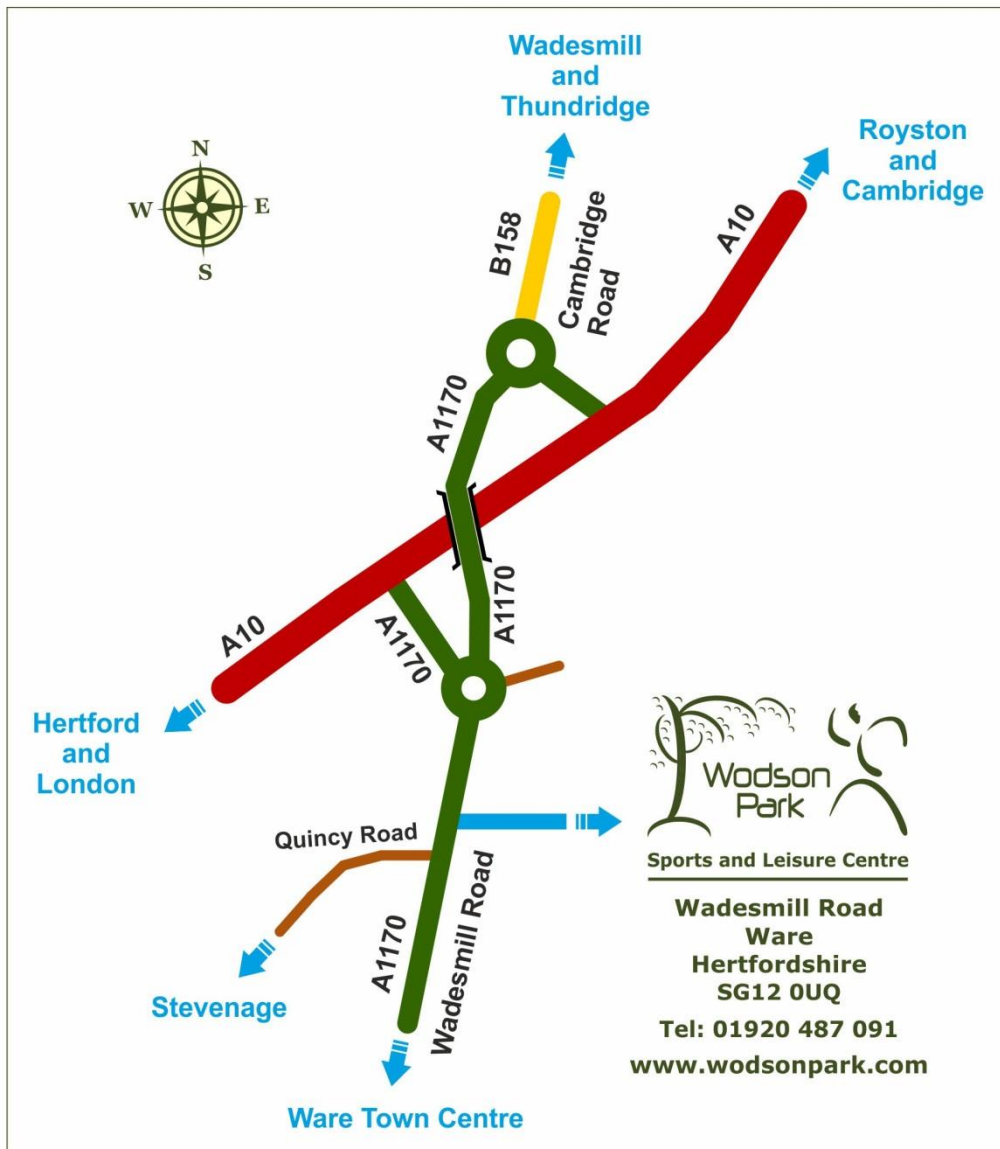 Wadesmill
and
Thundridge
Royston
and
Cambridge
N
W
E
S
A10
B158
Cambridge
Road
A1170
A1170
A10
A1170
Hertford
and
London
Quincy Road
Stevenage
A1170
Wadesmill Road
Ware Town Centre
Wodson
Park
Sports and Leisure Centre
Wadesmill Road
Ware
Hertfordshire
SG12 0UQ
Tel: 01920 487 091
www.wodsonpark.com